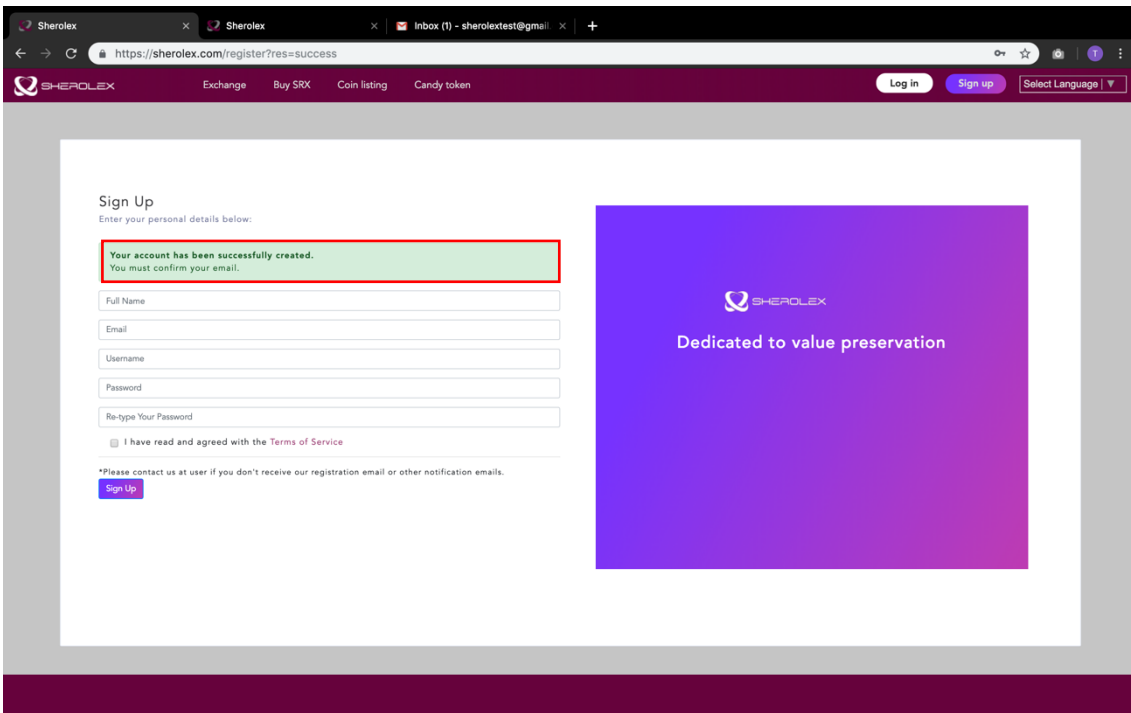 Sherolex
Sherolex
Inbox (1) - sherolextest@gmail.
https://sherolex.com/register?res=success
T
SHEROLEX
Exchange
Buy SRX
Coin listing
Candy token
Log in
Sign up
Select Language
Sign Up
Enter your personal details below:
Your account has been successfully created.
You must confirm your email.
Full Name
Email
Username
Password
Re-type Your Password
I have read and agreed with the Terms of Service
*Please contact us at user if you don't receive our registration email or other notification emails.
Sign Up
SHEROLEX
Dedicated to value preservation